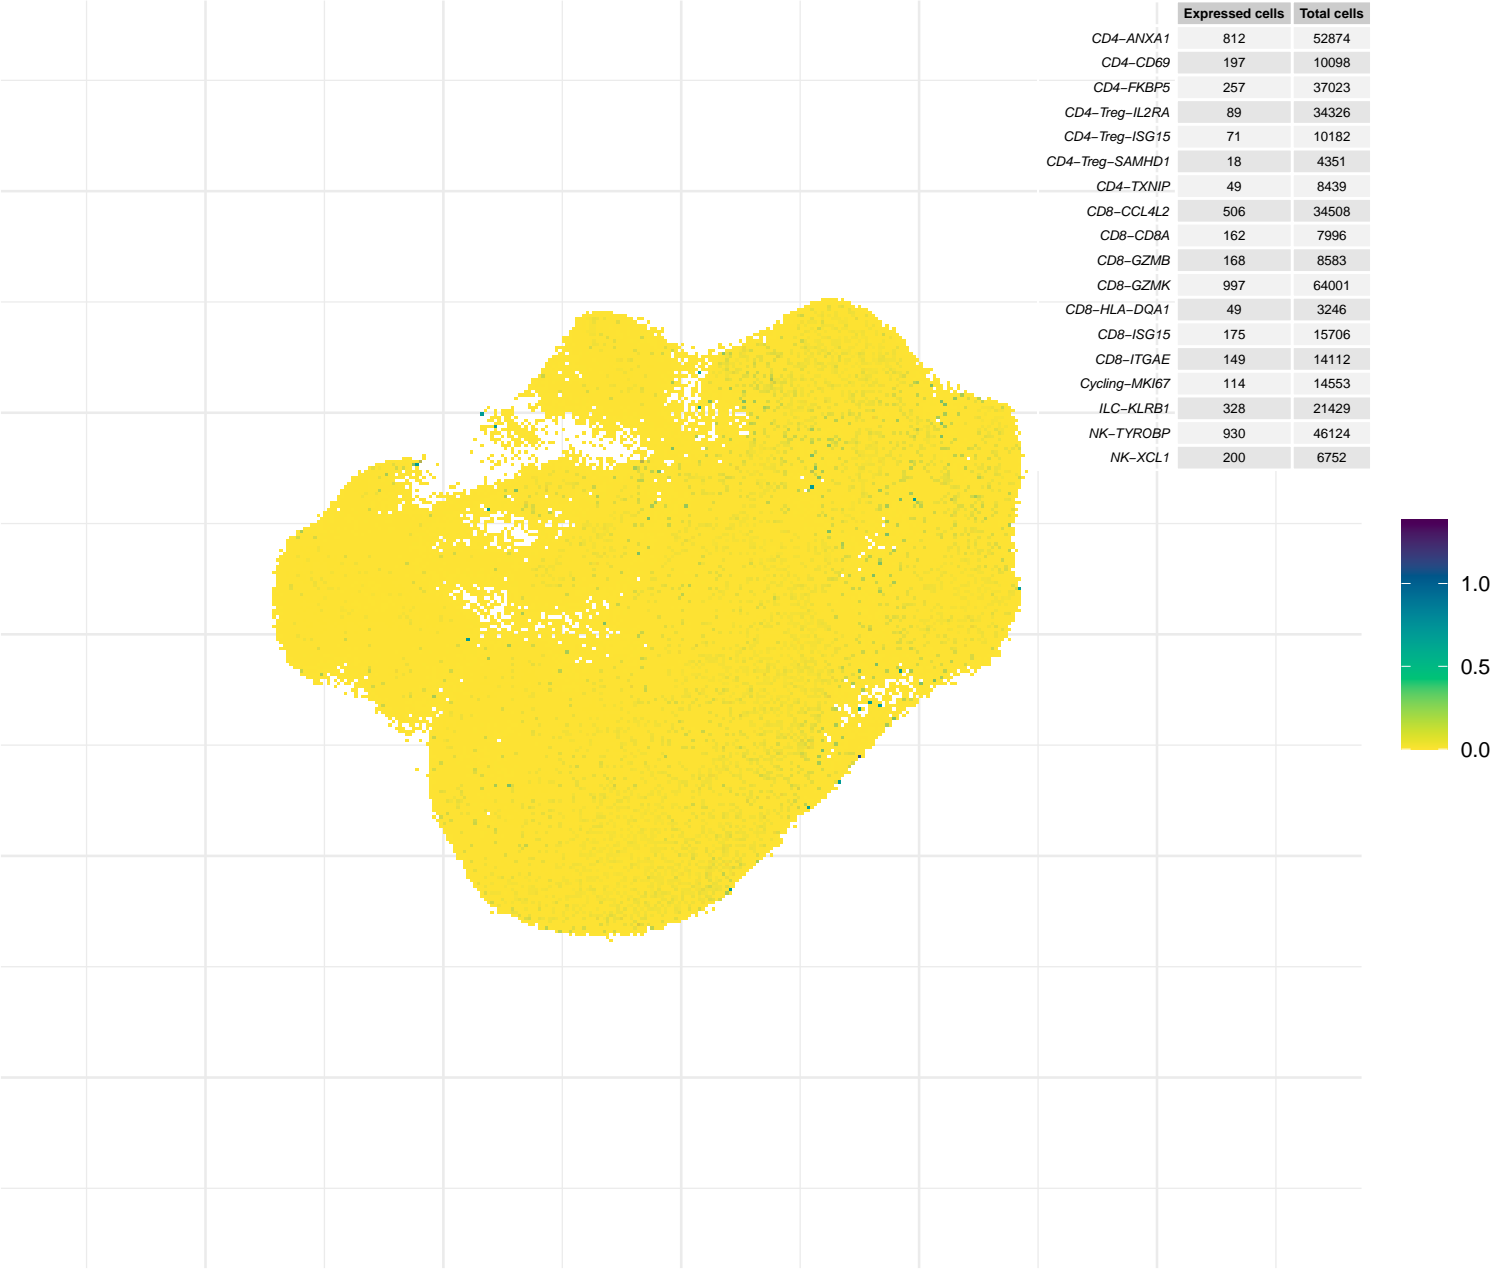 Expressed cells Total cells
CD4−ANXA1 812 52874
CD4−CD69 197 10098
CD4−FKBP5 257 37023
CD4−Treg−IL2RA 89 34326
CD4−Treg−ISG15 71 10182
CD4−Treg−SAMHD1 18 4351
CD4−TXNIP 49 8439
CD8−CCL4L2 506 34508
CD8−CD8A 162 7996
CD8−GZMB 168 8583
CD8−GZMK 997 64001
CD8−HLA−DQA1 49 3246
CD8−ISG15 175 15706
CD8−ITGAE 149 14112
Cycling−MKI67 114 14553
ILC−KLRB1 328 21429
NK−TYROBP 930 46124
NK−XCL1 200 6752
1.0
0.5
0.0